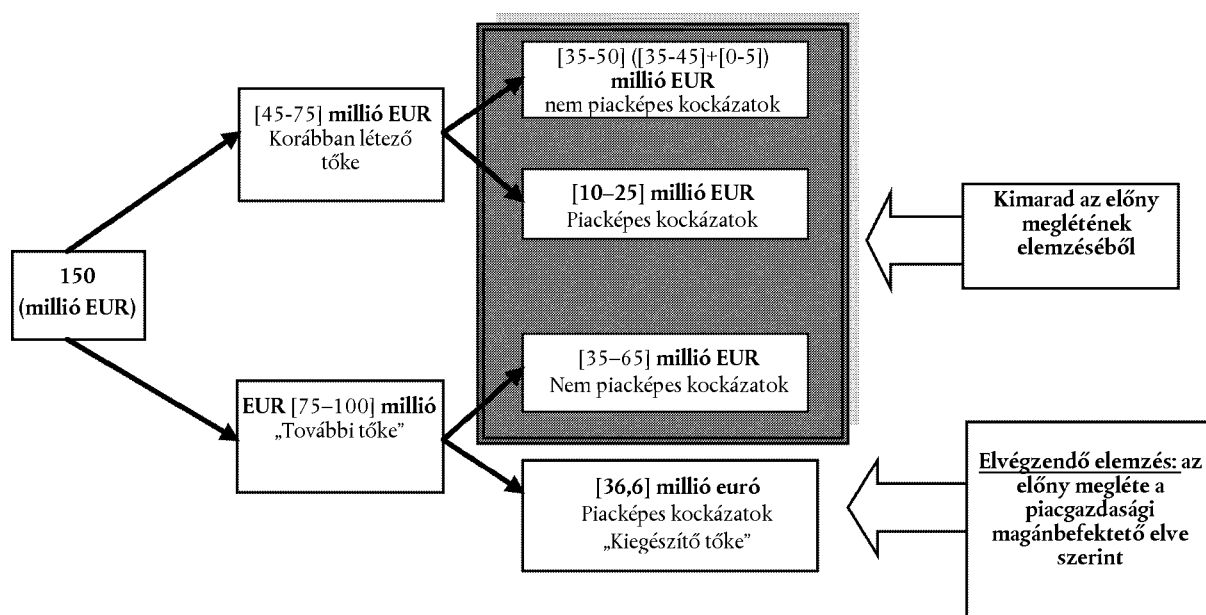 150
(millió EUR)
[45-75] millió EUR
Korábban létező
tőke
EUR [75–100] millió
„További tőke”
[35-50] ([35-45]+[0-5])
millió EUR
nem piacképes kockázatok
[10–25] millió EUR
Piacképes kockázatok
[35–65] millió EUR
Nem piacképes kockázatok
[36,6] millió euró
Piacképes kockázatok
„Kiegészítő tőke”
Kimarad az előny
meglétének
elemzéséből
Elvégzendő elemzés: az
előny megléte a
piacgazdasági
magánbefektető elve
szerint